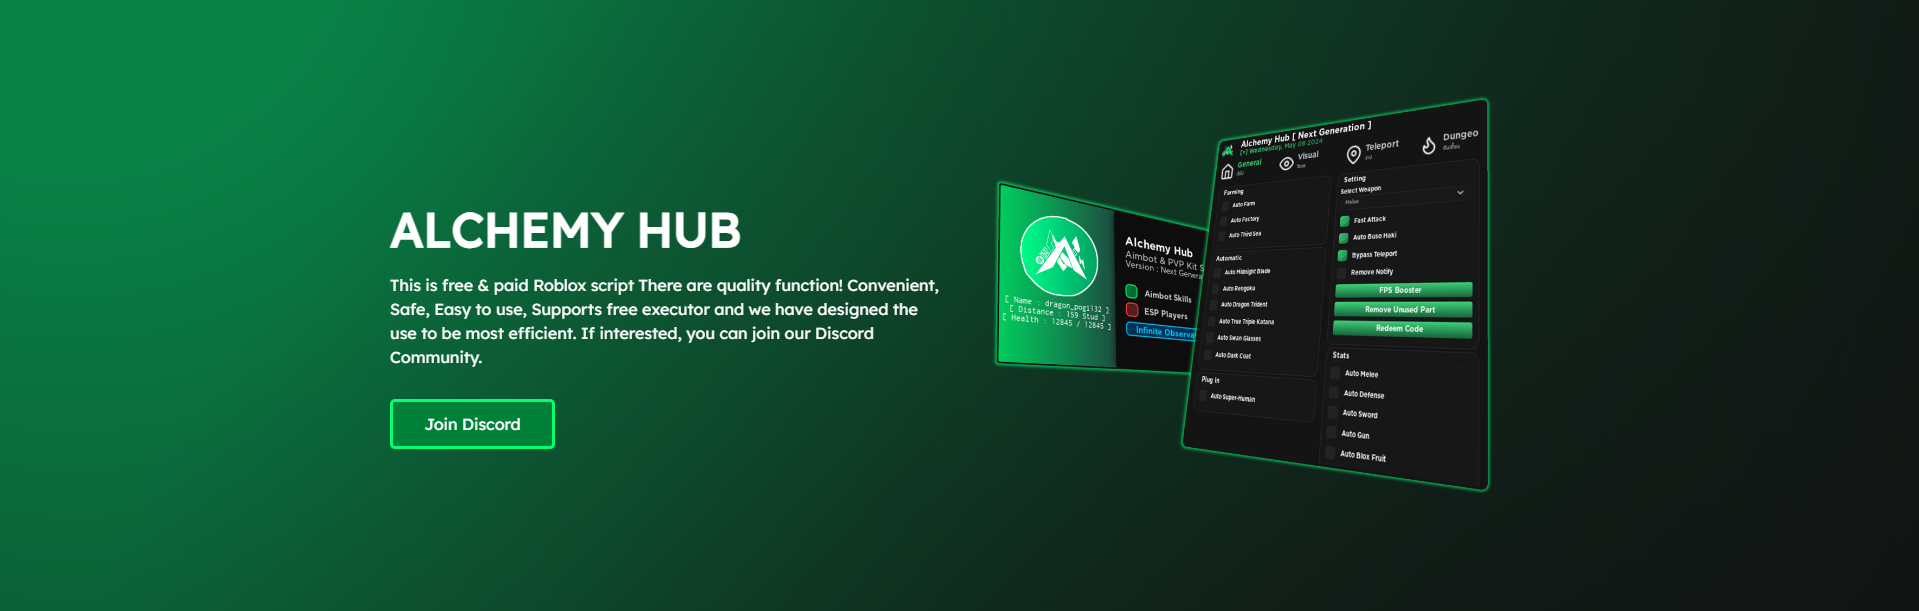 ALCHEMY HUB
This is free & paid Roblox script There are quality function! Convenient,
Safe, Easy to use, Supports free executor and we have designed the
use to be most efficient. If interested, you can join our Discord
Community.
Join Discord
[ Name : dragon_pogi132 ]
[ Distance : 159 Stud ]
[ Health : 12845 / 12845 ]
Alchemy Hub
Aimbot & PVP Kit S
Version : Next Genera
Aimbot Skills
ESP Players
Infinite Observa
Alchemy Hub [ Next Generation ]
[>] Wednesday, May 08 2024
General
Visual
Teleport
Dungeo
Farming
Auto Farm
Auto Factory
Auto Third Sea
Automatic
Auto Midnight Blade
Auto Rengoku
Auto Dragon Trident
Auto True Triple Katana
Auto Swan Glasses
Auto Dark Coat
Plug in
Auto Super-Human
Setting
Select Weapon
Melee
Fast Attack
Auto Buso Haki
Bypass Teleport
Remove Notify
FPS Booster
Remove Unused Part
Redeem Code
Stats
Auto Melee
Auto Defense
Auto Sword
Auto Gun
Auto Blox Fruit